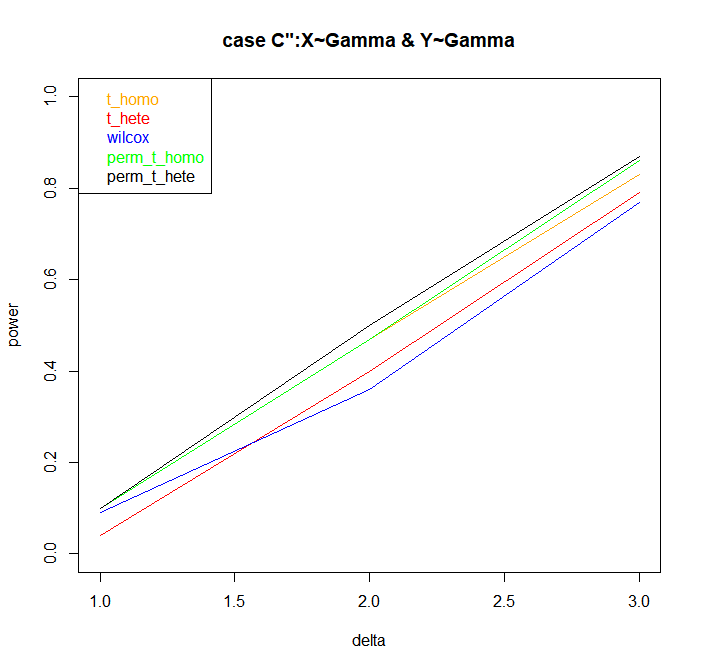 case C":X~Gamma & Y~Gamma
1.0
t_homo
t_hete
wilcox
perm_t_homo
perm_t_hete
0.8
0.6
power
0.4
0.2
0.0
1.0 1.5 2.0 2.5 3.0
delta